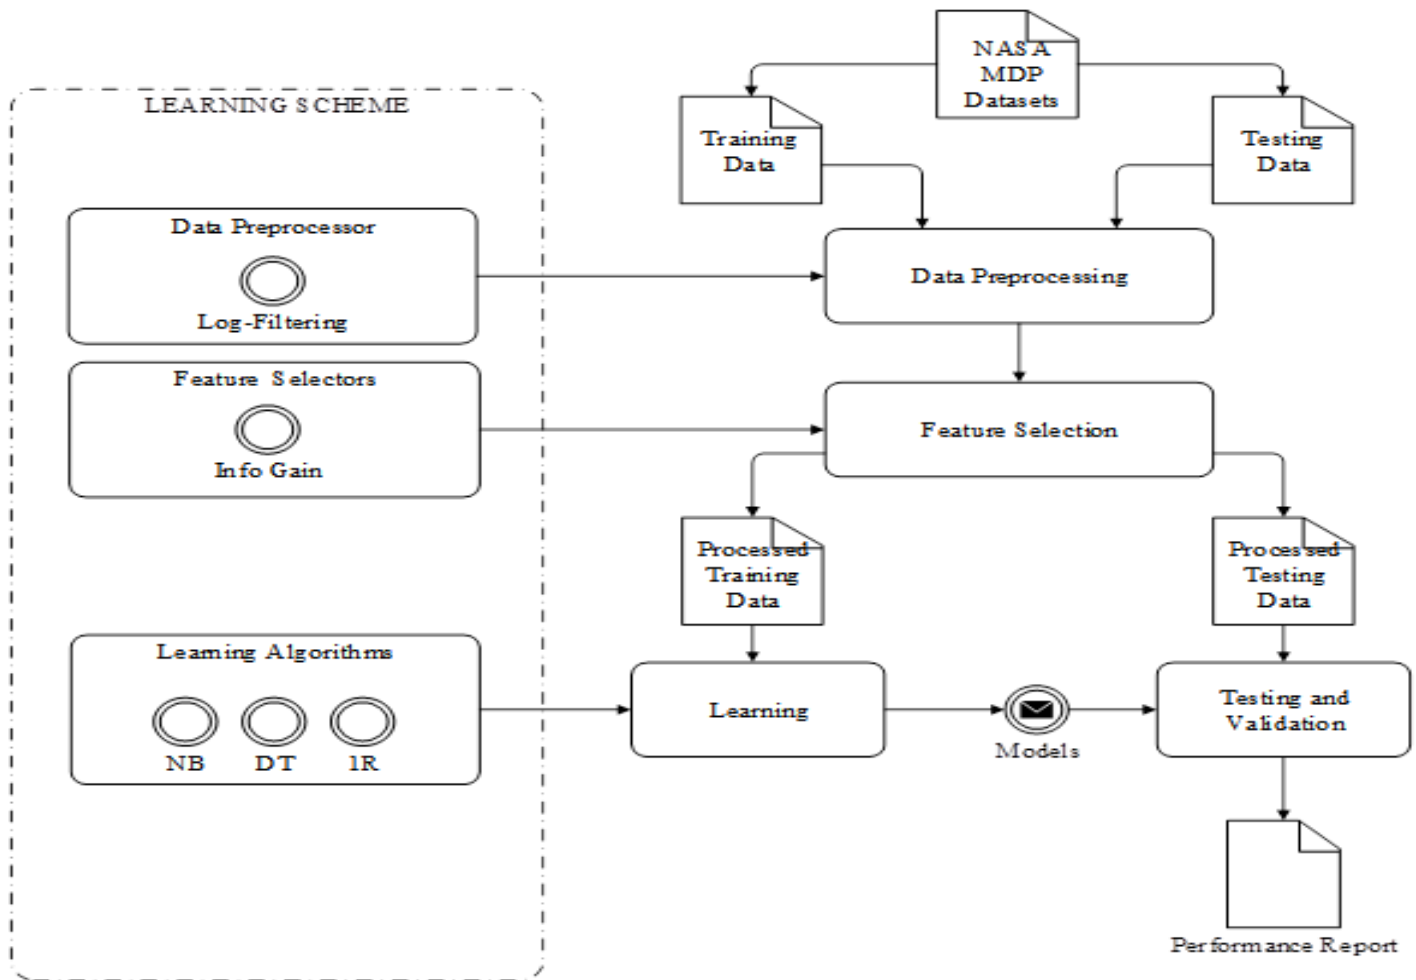 NASA
MDP
Datasets
LEARNING SCHEME
Training
Data
Testing
Data
Data Preprocessor
Log-Filtering
Data Preprocessing
Feature Selectors
Info Gain
Feature Selection
Processed
Training
Data
Processed
Testing
Data
Learning Algorithms
NB DT 1R
Learning
Models
Testing and
Validation
Performance Report